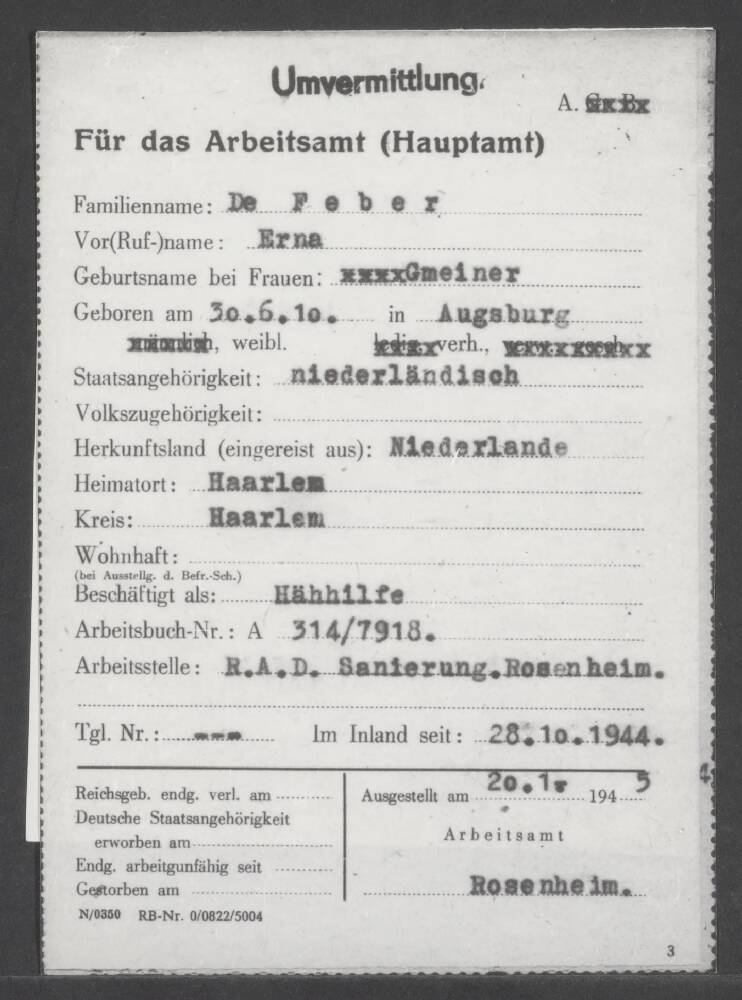 Umvermittlung.
A.
Für das Arbeitsamt (Hauptamt)
Familienname: De Feber
Vor(Ruf-)name: Erna
Geburtsname bei Frauen: xxxxGmeiner
Geboren am 30.6.10. in Augsburg
männlich, weibl. verh.,
Staatsangehörigkeit: niederländisch
Volkszugehörigkeit:
Herkunftsland (eingereist aus): Niederlande
Heimatort: Haarlem
Kreis: Haarlem
Wohnhaft:
(bei Ausstellg. d. Befr.-Sch.)
Beschäftigt als: Hähhilfe
Arbeitsbuch-Nr.: A 314/7918.
Arbeitsstelle: R.A.D. Sanierung.Rosenheim.
Tgl. Nr.: --- Im Inland seit: 28.10.1944.
Reichsgeb. endg. verl. am
Deutsche Staatsangehörigkeit
erworben am
Endg. arbeitgunfähig seit
Gestorben am
N/0350 RB-Nr. 0/0822/5004
Ausgestellt am 20.1. 194 5
Arbeitsamt
Rosenheim.
3